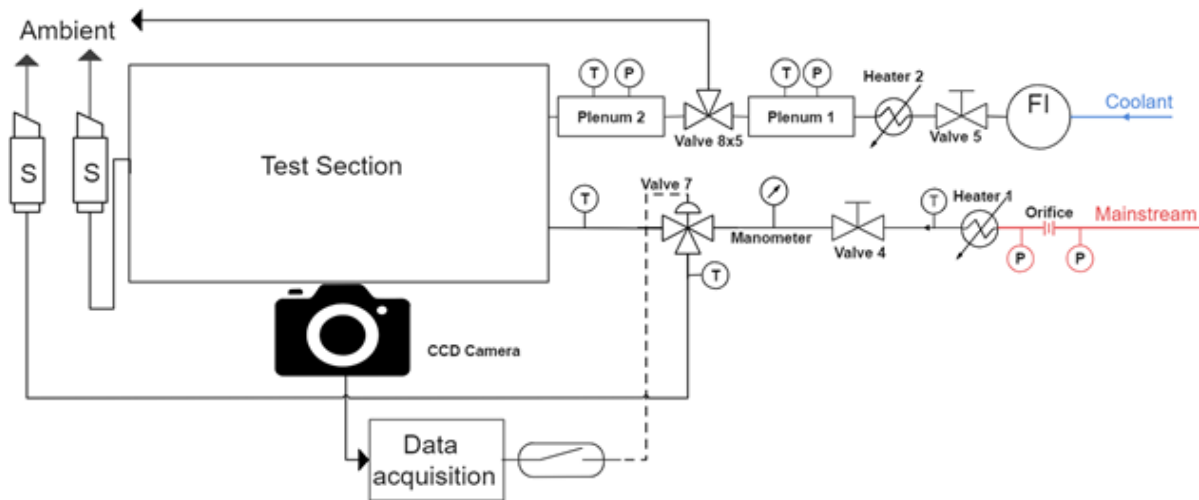 Ambient
T
P
T
P
Heater 2
FI
Coolant
Plenum 2
Plenum 1
Valve 8x5
Valve 5
S
S
Test Section
Valve 7
T
T
Heater 1
Orifice
Mainstream
Manometer
Valve 4
T
P
P
CCD Camera
Data
acquisition